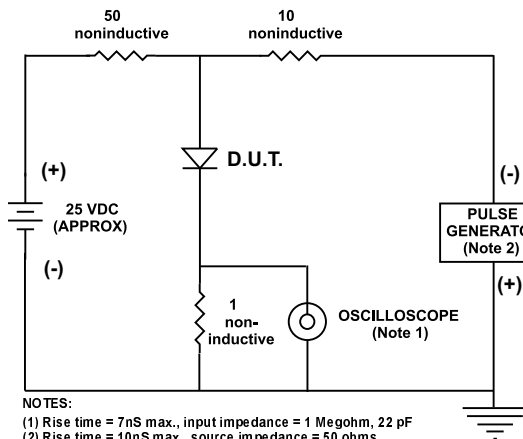 50
noninductive
10
noninductive
(+)
D.U.T.
(-)
25 VDC
(APPROX)
PULSE
GENERATO
(Note 2)
(-)
(+)
1
non-
inductive
OSCILLOSCOPE
(Note 1)
NOTES:
(1) Rise time = 7nS max., input impedance = 1 Megohm, 22 pF
(2) Rise time = 10nS max., source impedance = 50 ohms